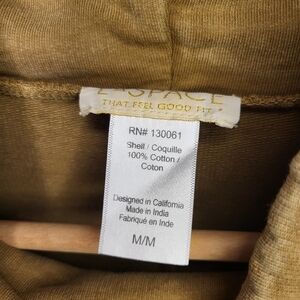 L*SPACE
THAT FEEL GOOD FIT
RN# 130061
Shell / Coquille
100% Cotton /
Coton
Designed in California
Made in India
Fabriqué en Inde
M/M